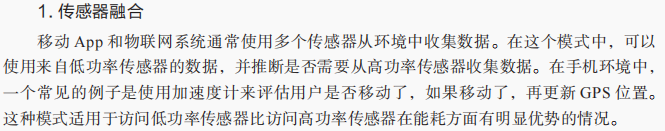 1. 传感器融合
移动 App 和物联网系统通常使用多个传感器从环境中收集数据。在这个模式中，可以
使用来自低功率传感器的数据，并推断是否需要从高功率传感器收集数据。在手机环境中，
一个常见的例子是使用加速度计来评估用户是否移动了，如果移动了，再更新 GPS 位置。
这种模式适用于访问低功率传感器比访问高功率传感器在能耗方面有明显优势的情况。